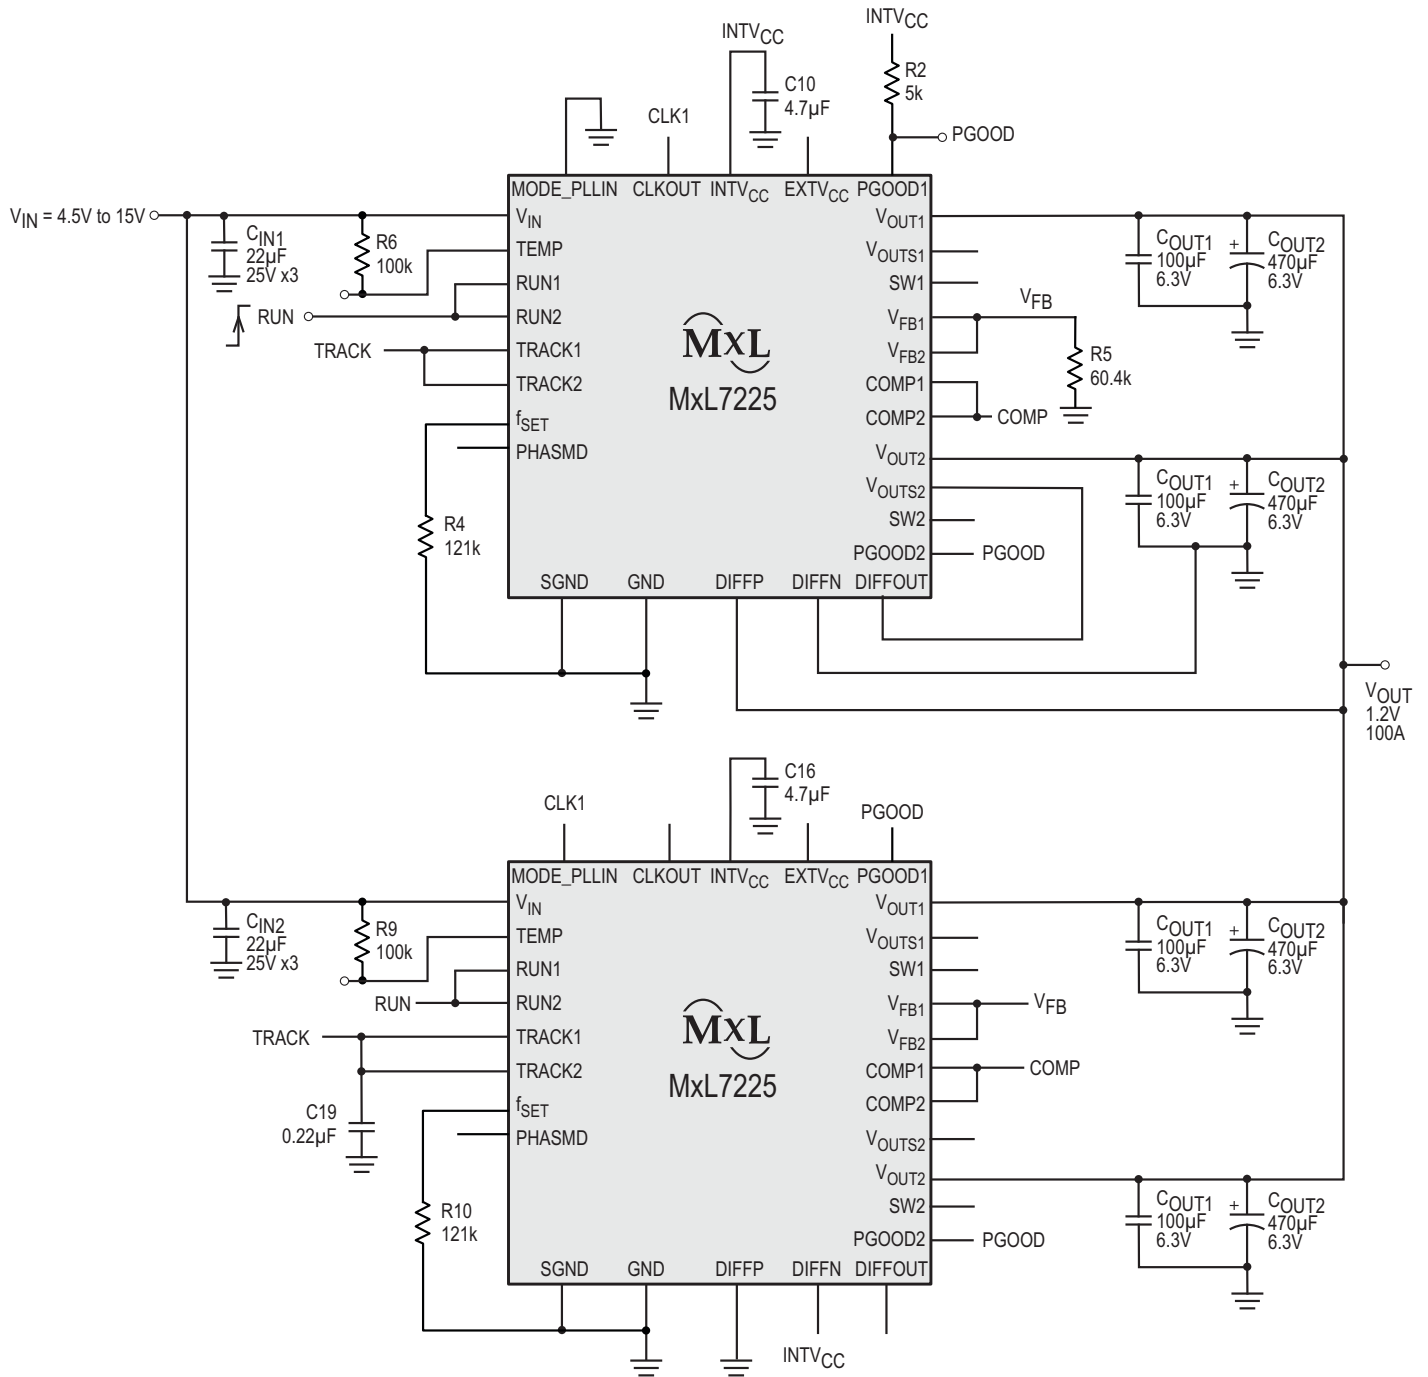 INTVCC
INTVCC
C10
4.7µF
R2
5k
CLK1
PGOOD
MODE_PLLIN CLKOUT INTVCC EXTVCC PGOOD1
VIN = 4.5V to 15V
CIN1
22µF
25V x3
R6
100k
RUN
TRACK
VIN
TEMP
RUN1
RUN2
TRACK1
TRACK2
fSET
PHASMD
R4
121k
MXL
MxL7225
VOUT1
VOUTS1
SW1
VFB1
VFB2
COMP1
COMP2
VOUT2
VOUTS2
SW2
PGOOD2
SGND GND DIFFP DIFFN DIFFOUT
VFB
R5
60.4k
COMP
PGOOD
COUT1
100µF
6.3V
COUT2
470µF
6.3V
COUT1
100µF
6.3V
COUT2
470µF
6.3V
VOUT
1.2V
100A
CLK1
C16
4.7µF
PGOOD
MODE_PLLIN CLKOUT INTVCC EXTVCC PGOOD1
CIN2
22µF
25V x3
R9
100k
RUN
TRACK
C19
0.22µF
VIN
TEMP
RUN1
RUN2
TRACK1
TRACK2
fSET
PHASMD
R10
121k
MXL
MxL7225
VOUT1
VOUTS1
SW1
VFB1
VFB2
COMP1
COMP2
VOUTS2
VOUT2
SW2
PGOOD2
SGND GND DIFFP DIFFN DIFFOUT
VFB
COMP
PGOOD
INTVCC
COUT1
100µF
6.3V
COUT2
470µF
6.3V
COUT1
100µF
6.3V
COUT2
470µF
6.3V